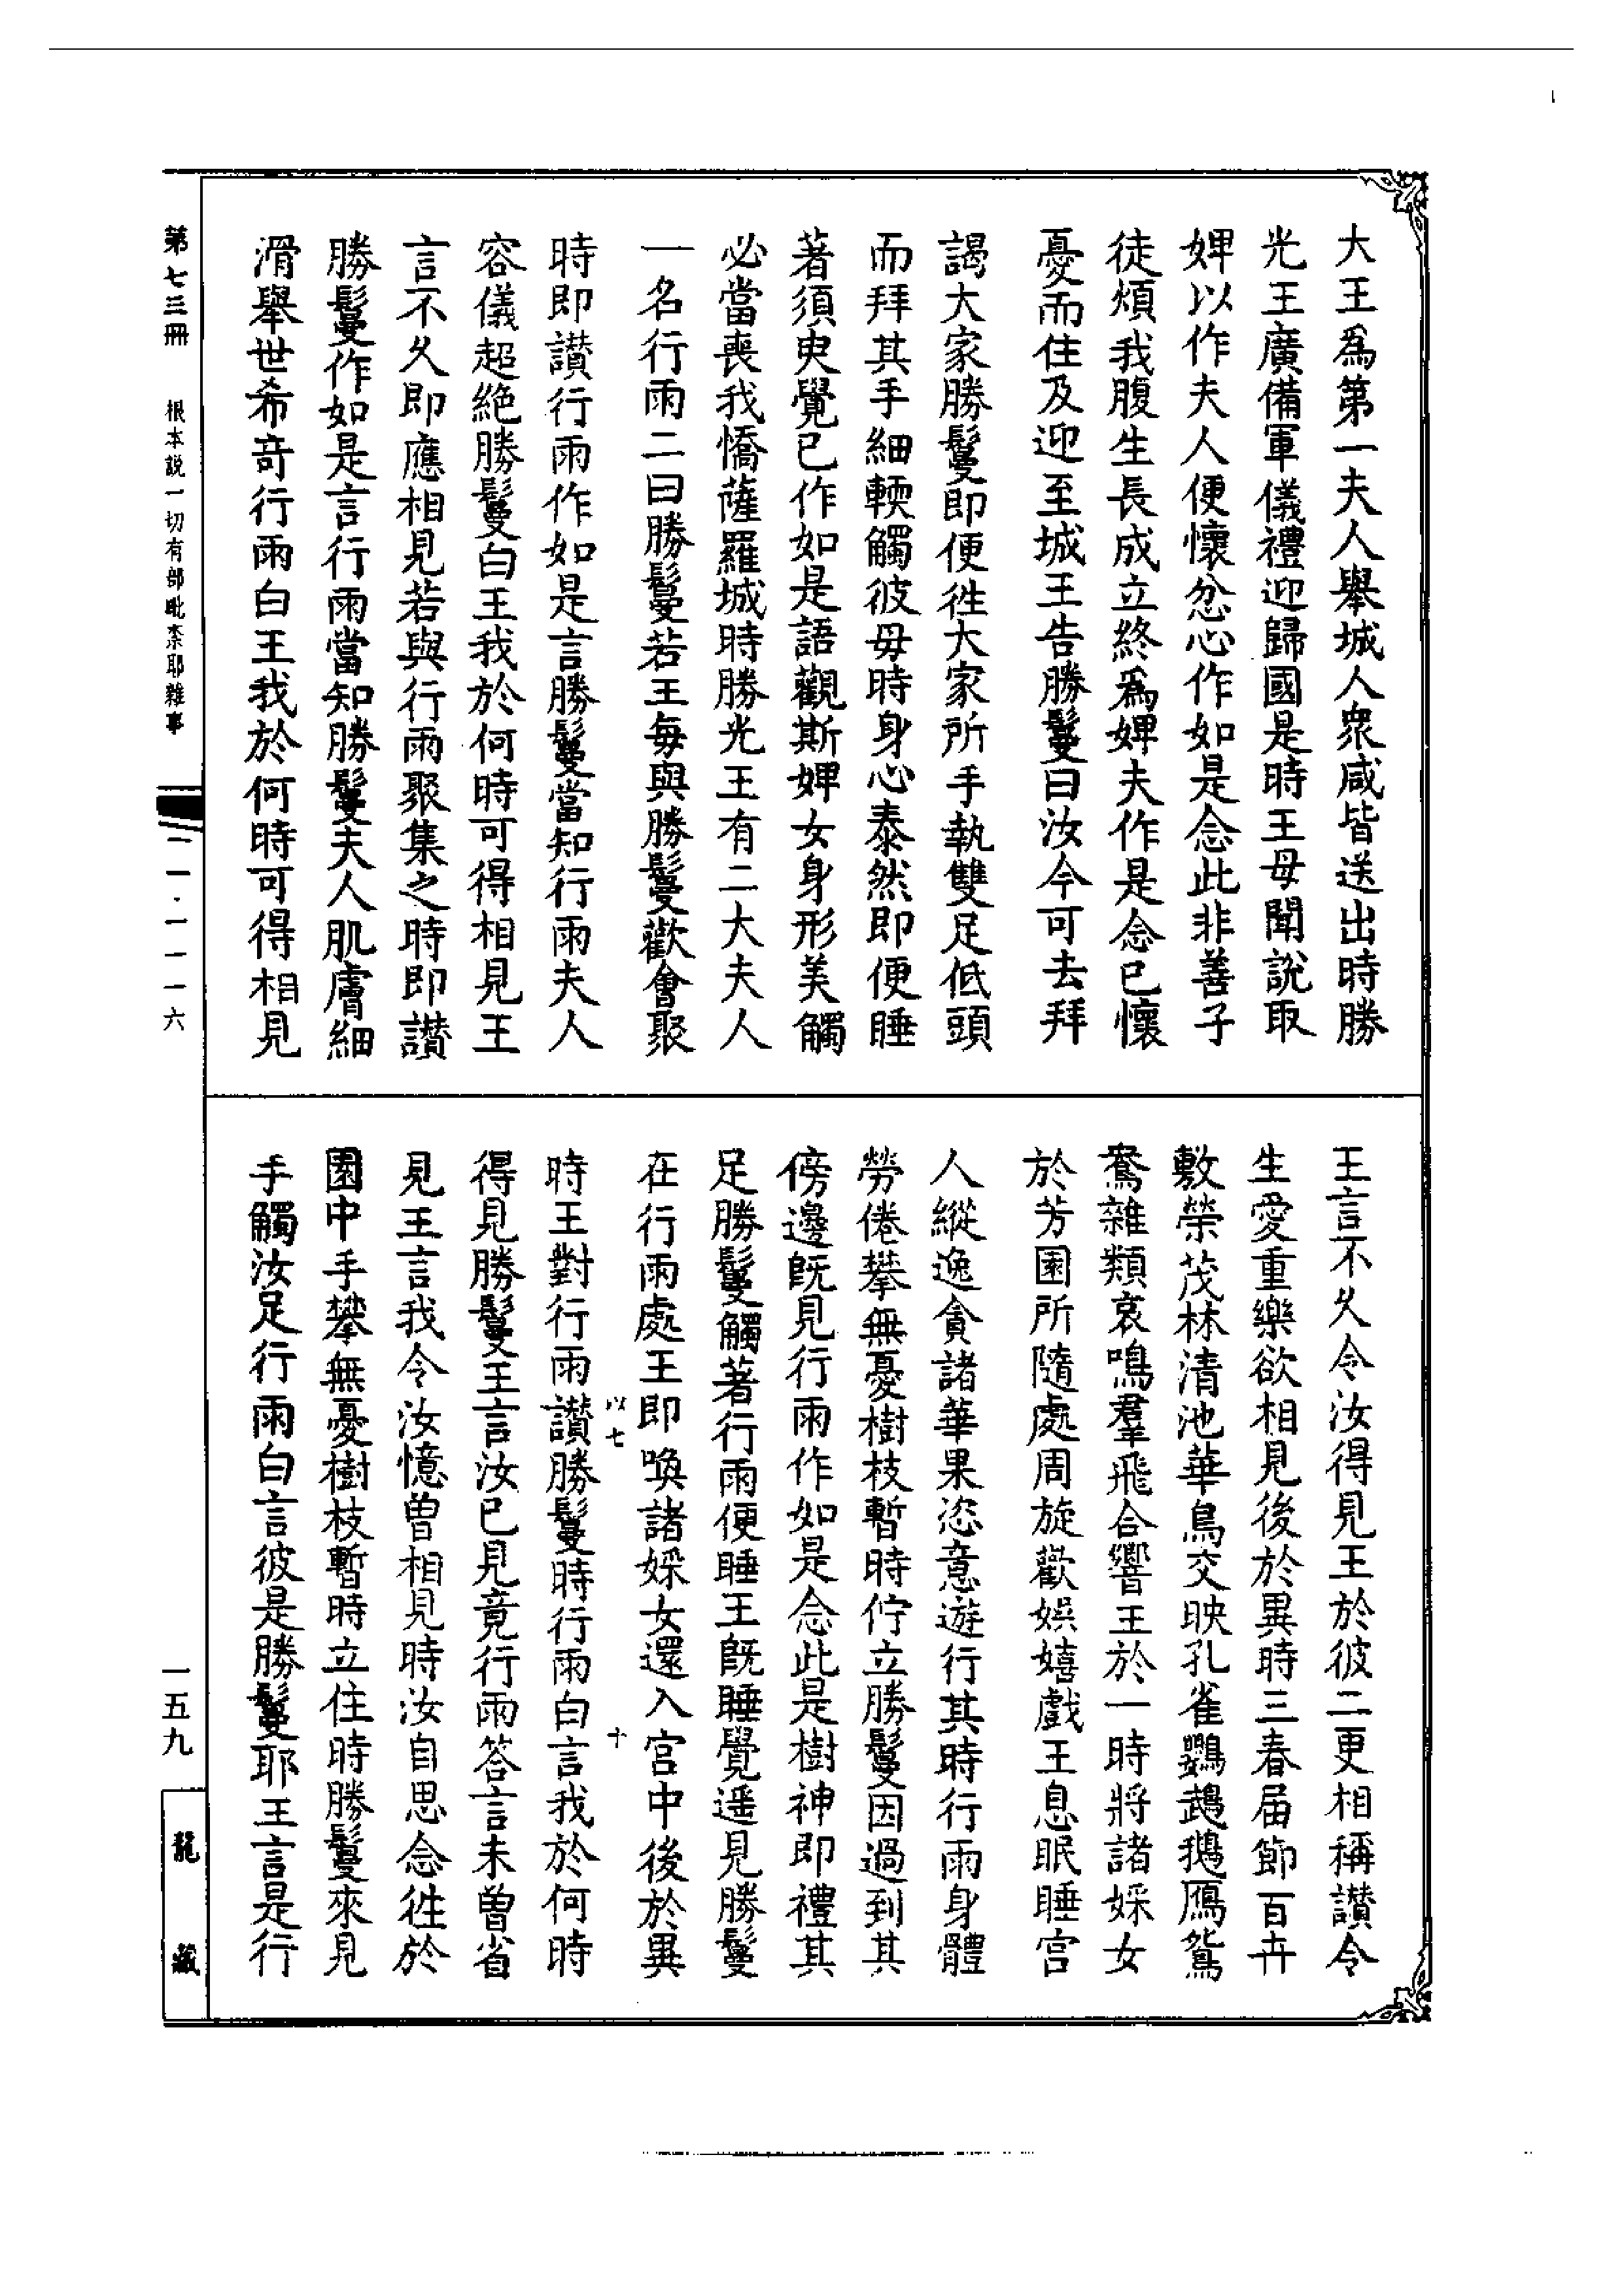 大王爲第一夫人舉城人衆咸皆送出時勝
光王廣備軍儀禮迎歸國是時王母聞說取
婢以作夫人便懷忿心作如是念此非善子
徒煩我腹生長成立終爲婢夫作是念已懷
憂而住及迎至城王告勝鬘曰汝今可去拜
謁大家勝鬘即便往大家所手執雙足低頭
而拜其手細輭觸彼母時身心泰然即便睡
著須臾覺已作如是語觀斯婢女身形美觸
必當喪我憍薩羅城時勝光王有二大夫人
一名行雨二曰勝鬘若王每與勝鬘歡會聚
時即讚行雨作如是言勝鬘當知行雨夫人
容儀超絶勝鬘白王我於何時可得相見王
言不久即應相見若與行雨聚集之時即讚
勝鬘作如是言行雨當知勝鬘夫人肌膚細
滑舉世希奇行雨白王我於何時可得相見
王言不久令汝得見王於彼二更相稱讚令
生愛重樂欲相見後於異時三春屆節百卉
敷榮茂林清池華鳥交映孔雀鸚鵡鵝鴈鴛
鴦雜類哀鳴羣飛合響王於一時將諸婇女
於芳園所隨處周旋歡娛嬉戲王息眠睡宮
人縱逸貪諸華果恣意遊行其時行雨身體
勞倦攀無憂樹枝暫時佇立勝鬘因過到其
傍邊旣見行雨作如是念此是樹神即禮其
足勝鬘觸著行雨便睡王旣睡覺遥見勝鬘
在行雨處王即喚諸婇女還入宮中後於異
以七
十
時王對行雨讚勝鬘時行雨白言我於何時
得見勝鬘王言汝已見竟行雨答言未曽省
見王言我令汝憶曽相見時汝自思念往於
園中手攀無憂樹枝暫時立住時勝鬘來見
手觸汝足行雨白言彼是勝鬘耶王言是行
第七三冊
根本說一切有部毗柰耶雜事
二一·一一一六
一五九
龍藏